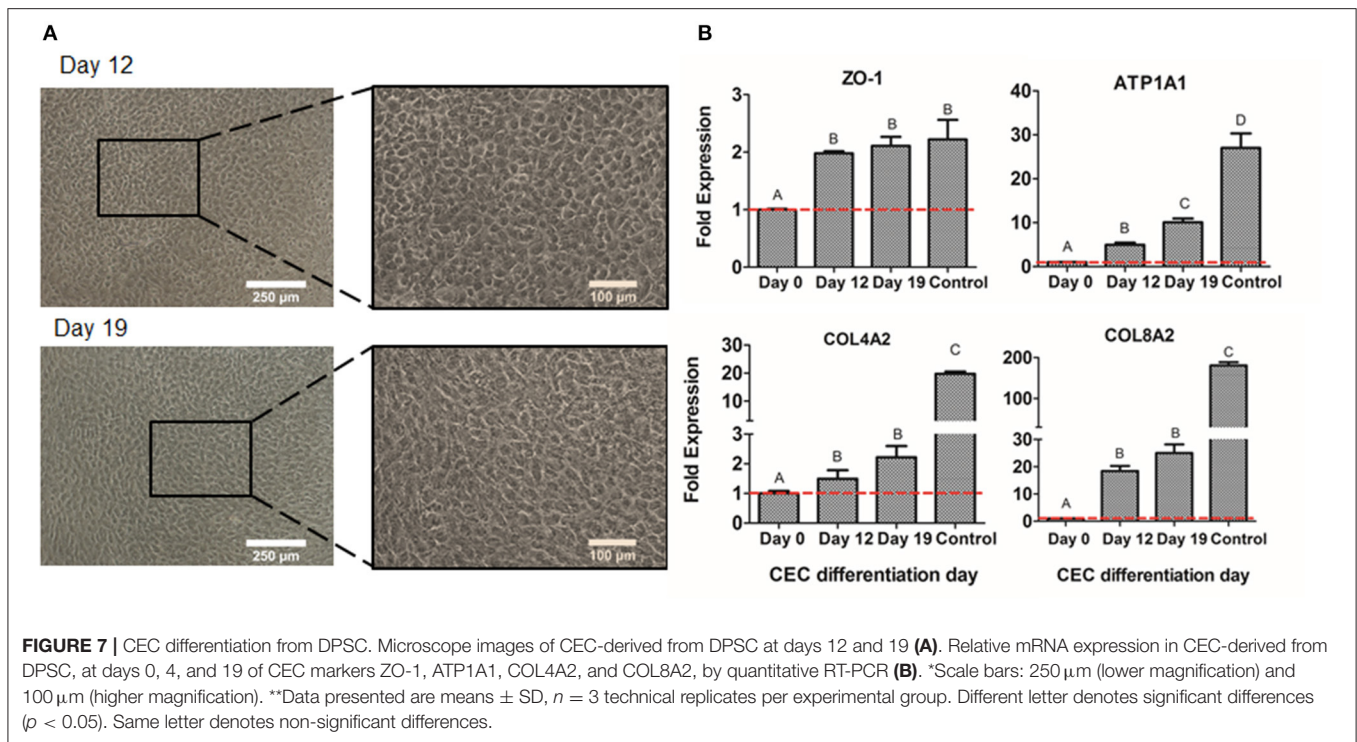 A
Day 12
250 µm
100 µm
Day 19
250 µm
100 µm
B
ZO-1
Fold Expression
3
2
1
0
A
B
B
B
Day 0 Day 12 Day 19 Control
ATP1A1
40
30
20
10
0
A
B
C
D
Day 0 Day 12 Day 19 Control
COL4A2
Fold Expression
30
20
10
3
2
1
0
A
B
B
C
Day 0 Day 12 Day 19 Control
CEC differentiation day
COL8A2
200
100
30
20
10
0
A
B
B
C
Day 0 Day 12 Day 19 Control
CEC differentiation day
FIGURE 7 | CEC differentiation from DPSC. Microscope images of CEC-derived from DPSC at days 12 and 19 (A). Relative mRNA expression in CEC-derived from
DPSC, at days 0, 4, and 19 of CEC markers ZO-1, ATP1A1, COL4A2, and COL8A2, by quantitative RT-PCR (B). *Scale bars: 250 µm (lower magnification) and
100 µm (higher magnification). **Data presented are means ± SD, n = 3 technical replicates per experimental group. Different letter denotes significant differences
(p < 0.05). Same letter denotes non-significant differences.